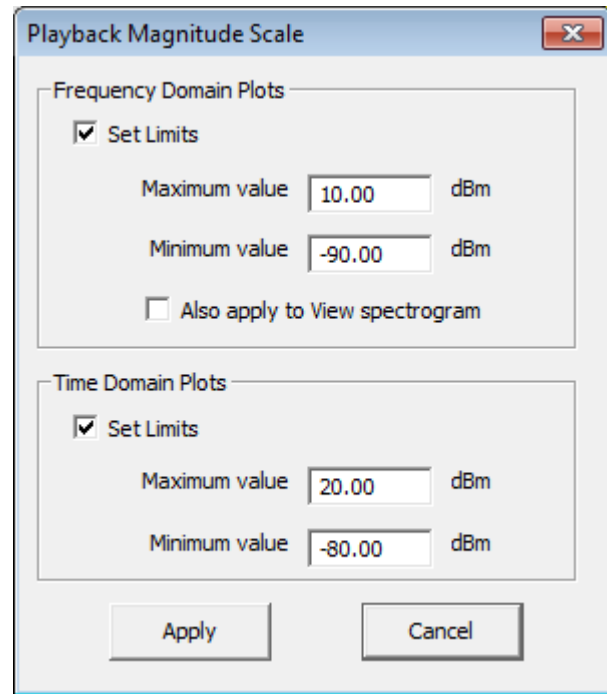 Playback Magnitude Scale
Frequency Domain Plots
Set Limits
Maximum value 10.00 dBm
Minimum value -90.00 dBm
Also apply to View spectrogram
Time Domain Plots
Set Limits
Maximum value 20.00 dBm
Minimum value -80.00 dBm
Apply Cancel